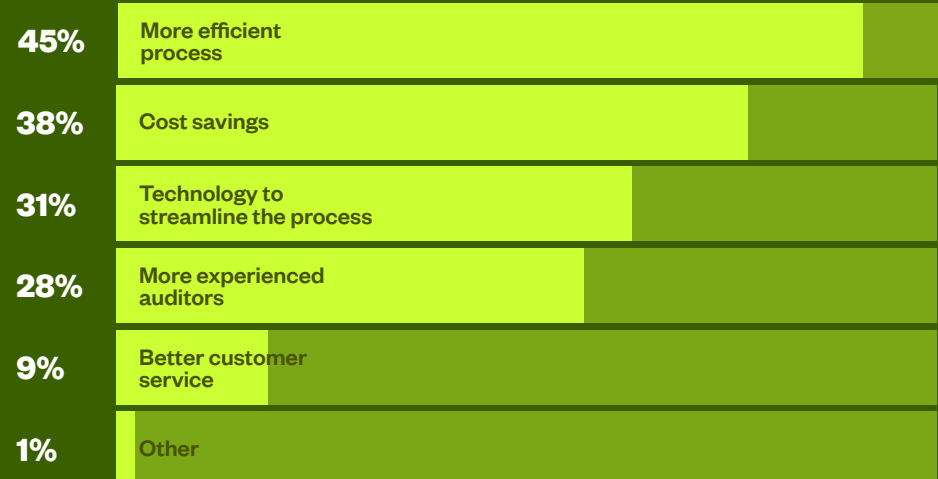 45%
More efficient
process
38%
Cost savings
31%
Technology to
streamline the process
28%
More experienced
auditors
9%
Better customer
service
1%
Other